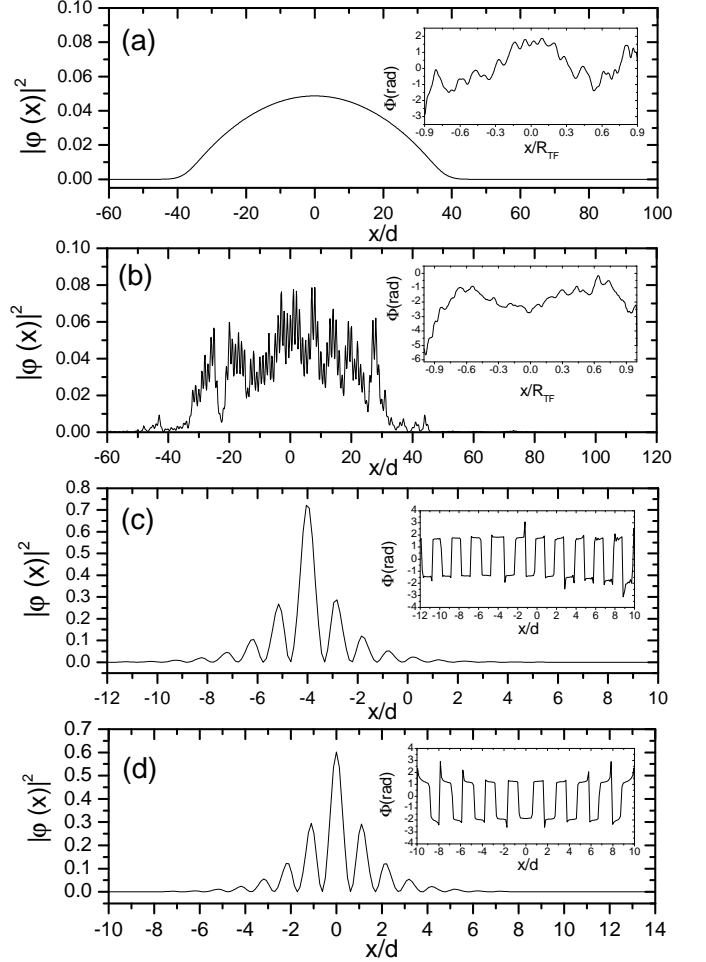 (a)
|φ (x)|²
0.10
0.08
0.06
0.04
0.02
0.00
-60 -40 -20 0 20 40 60 80 100
x/d
Φ(rad)
2
1
0
-1
-2
-3
-0.9 -0.6 -0.3 0.0 0.3 0.6 0.9
x/R_TF
(b)
|φ (x)|²
0.10
0.08
0.06
0.04
0.02
0.00
-60 -40 -20 0 20 40 60 80 100 120
x/d
Φ(rad)
0
-1
-2
-3
-4
-5
-6
-0.9 -0.6 -0.3 0.0 0.3 0.6 0.9
x/R_TF
(c)
|φ (x)|²
0.8
0.7
0.6
0.5
0.4
0.3
0.2
0.1
0.0
-12 -10 -8 -6 -4 -2 0 2 4 6 8 10
x/d
Φ(rad)
4
3
2
1
0
-1
-2
-3
-4
-12 -10 -8 -6 -4 -2 0 2 4 6 8 10
x/d
(d)
|φ (x)|²
0.7
0.6
0.5
0.4
0.3
0.2
0.1
0.0
-10 -8 -6 -4 -2 0 2 4 6 8 10 12 14
x/d
Φ(rad)
4
3
2
1
0
-1
-2
-3
-4
-10 -8 -6 -4 -2 0 2 4 6 8 10
x/d